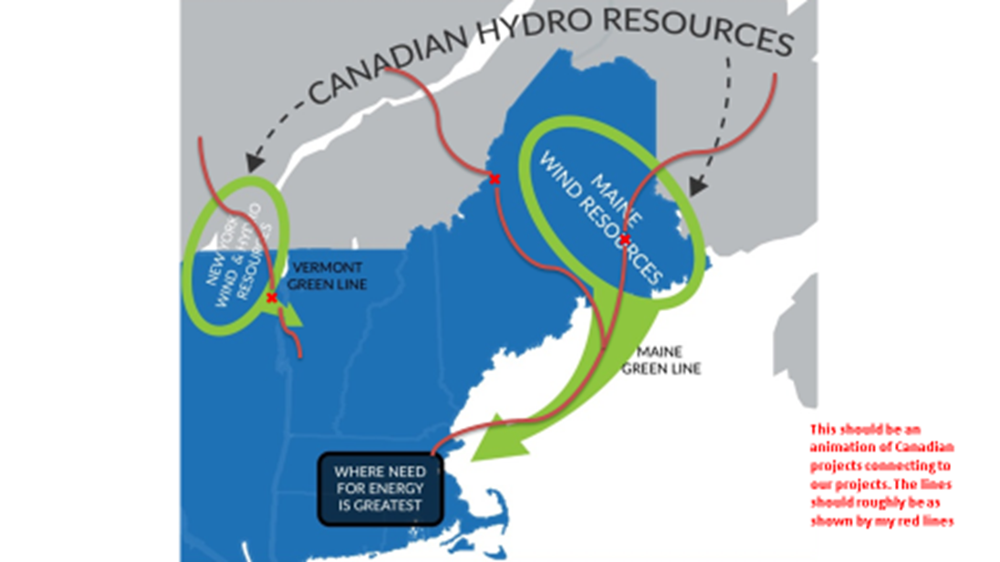 CANADIAN HYDRO RESOURCES
MAINE
WIND RESOURCES
NEW YORK
WIND & HYDRO
RESOURCES
VERMONT
GREEN LINE
MAINE
GREEN LINE
WHERE NEED
FOR ENERGY
IS GREATEST
This should be an
animation of Canadian
projects connecting to
our projects. The lines
should roughly be as
shown by my red lines